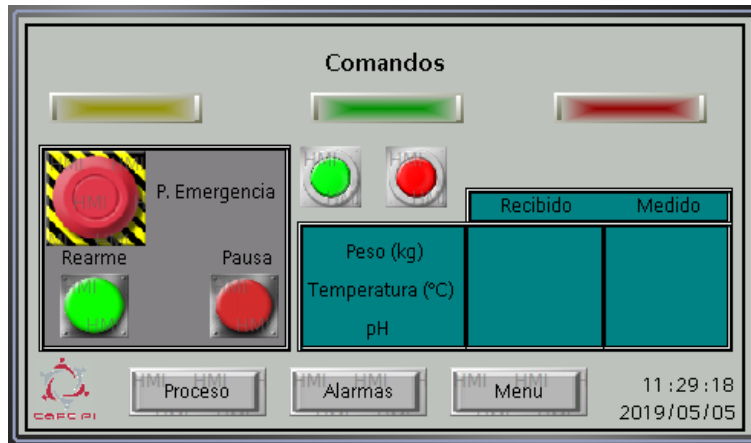 Comandos
P. Emergencia
Rearme Pausa
Recibido Medido
Peso (kg)
Temperatura (ºC)
pH
Proceso Alarmas Menu
11:29:18
2019/05/05
HMI